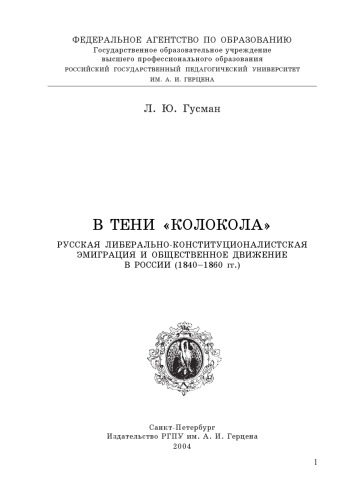 ФЕДЕРАЛЬНОЕ АГЕНТСТВО ПО ОБРАЗОВАНИЮ
Государственное образовательное учреждение
высшего профессионального образования
РОССИЙСКИЙ ГОСУДАРСТВЕННЫЙ ПЕДАГОГИЧЕСКИЙ УНИВЕРСИТЕТ
ИМ. А. И. ГЕРЦЕНА
Л. Ю. Гусман
В ТЕНИ «КОЛОКОЛА»
РУССКАЯ ЛИБЕРАЛЬНО-КОНСТИТУЦИОНАЛИСТСКАЯ
ЭМИГРАЦИЯ И ОБЩЕСТВЕННОЕ ДВИЖЕНИЕ
В РОССИИ (1840–1860 гг.)
Санкт-Петербург
Издательство РГПУ им. А. И. Герцена
2004
1